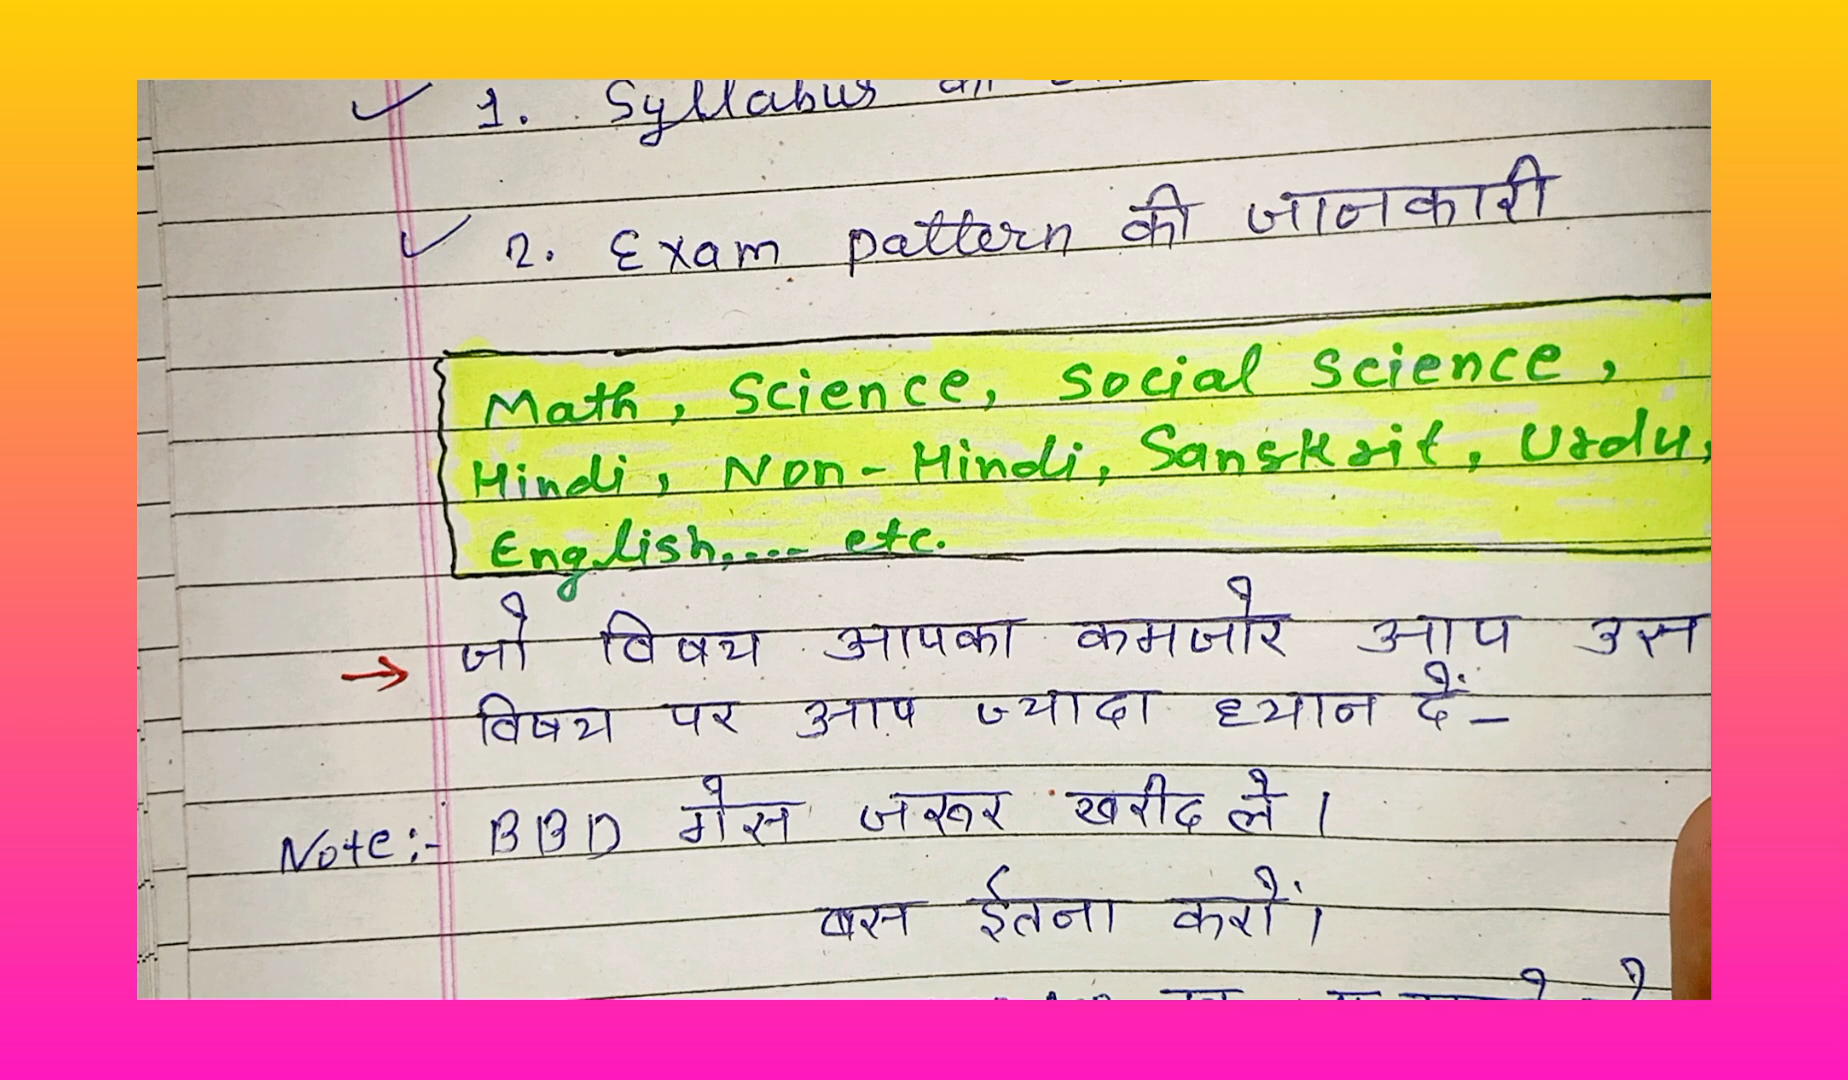 1. Syllabus
2. Exam pattern की जानकारी
Math, Science, Social Science,
Hindi, Non-Hindi, Sanskrit, Urdu,
English,.... etc.
→ जो विषय आपका कमजोर आप उस
विषय पर आप ज्यादा ध्यान दें-
Note:- BBD गेस जरूर खरीद ले।
बस ईतना करों।